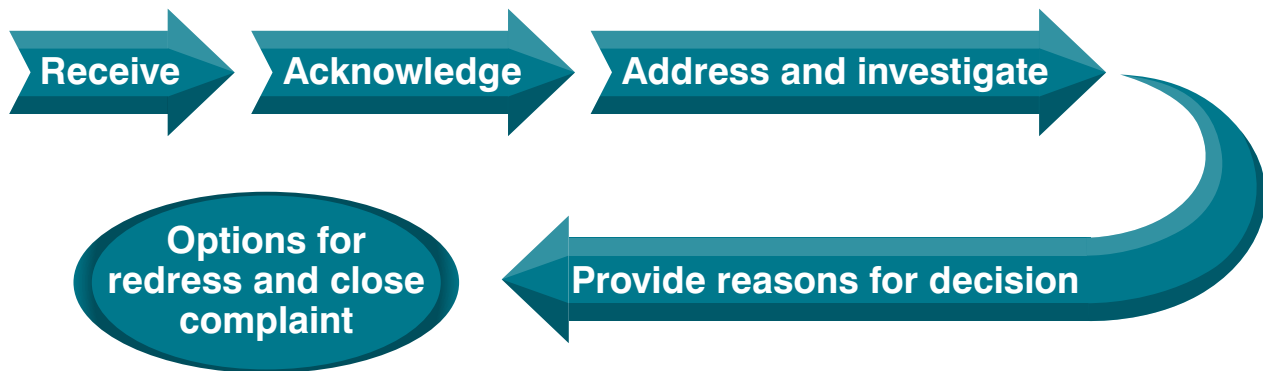 Receive
Acknowledge
Address and investigate
Provide reasons for decision
Options for
redress and close
complaint